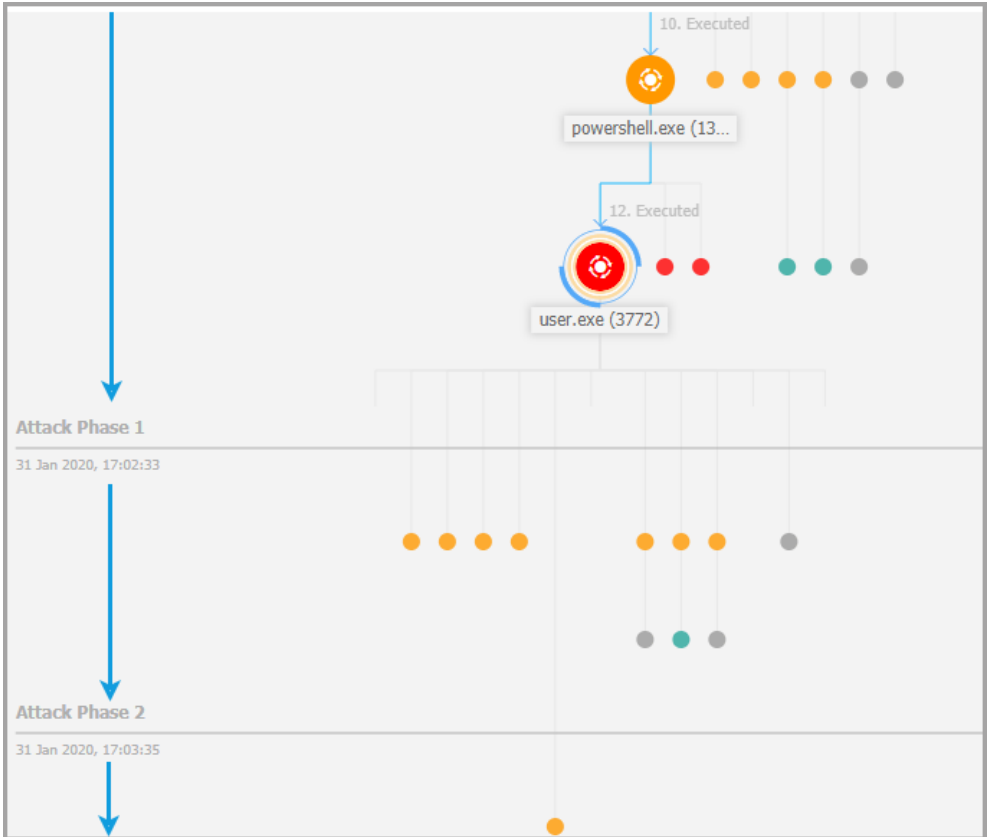 10. Executed
powershell.exe (13...
12. Executed
user.exe (3772)
Attack Phase 1
31 Jan 2020, 17:02:33
Attack Phase 2
31 Jan 2020, 17:03:35